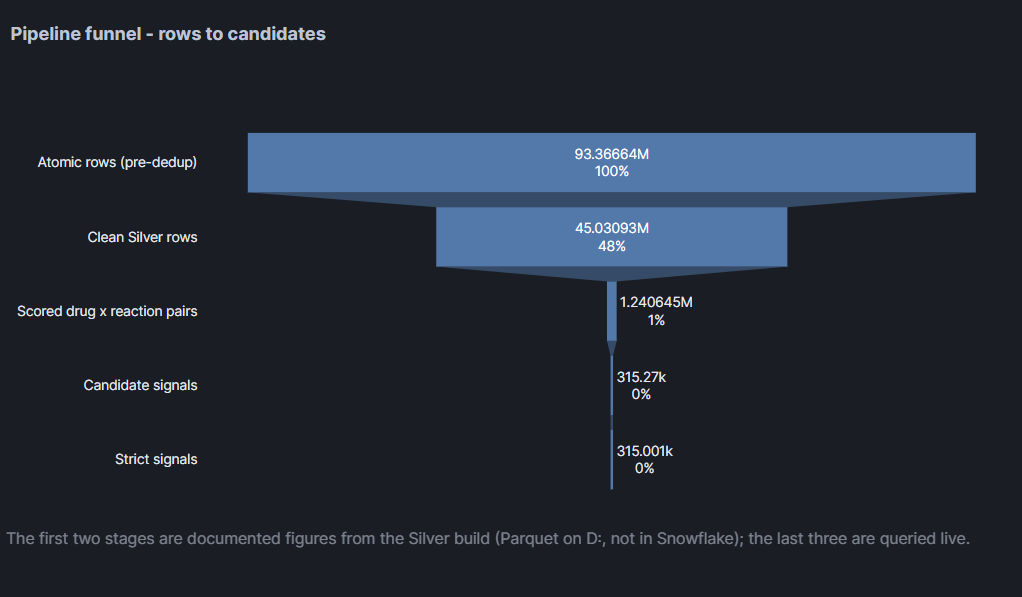 Pipeline funnel - rows to candidates
Atomic rows (pre-dedup)
93.36664M
100%
Clean Silver rows
45.03093M
48%
Scored drug x reaction pairs
1.240645M
1%
Candidate signals
315.27k
0%
Strict signals
315.001k
0%
The first two stages are documented figures from the Silver build (Parquet on D:, not in Snowflake); the last three are queried live.